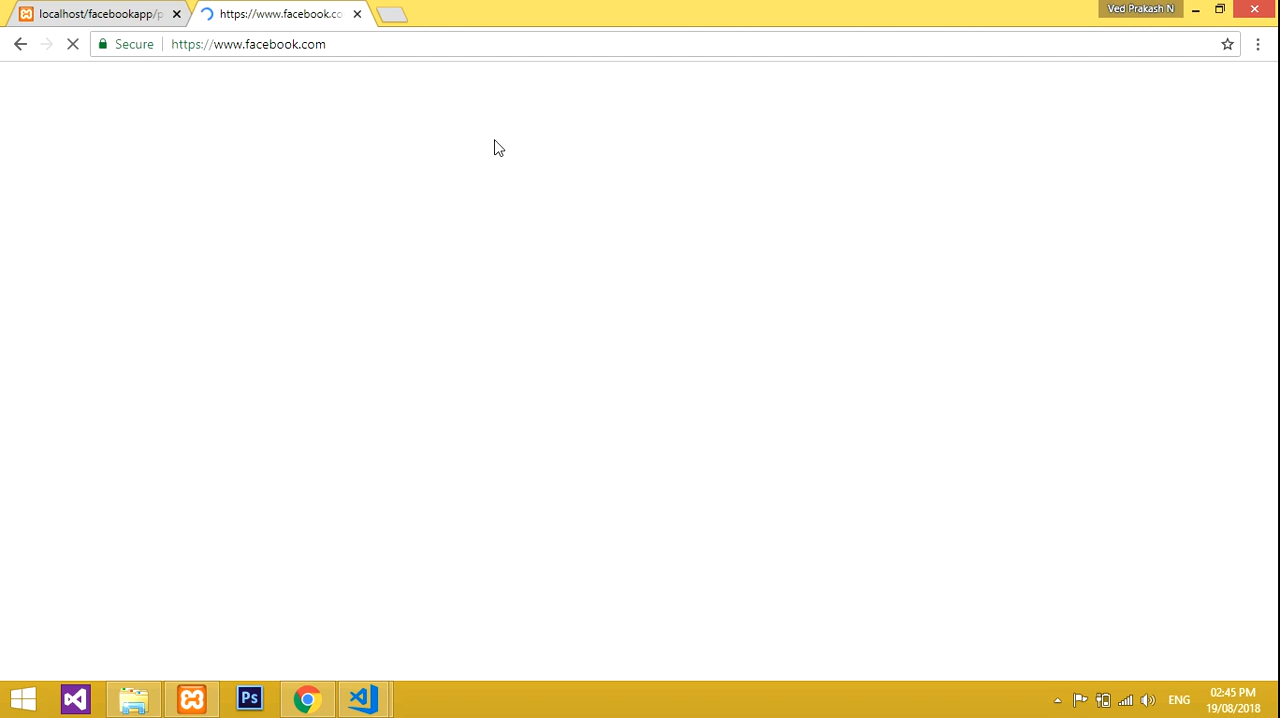 localhost/facebookapp/p
https://www.facebook.co
Ved Prakash N
Secure
https://www.facebook.com
Ps
ENG
02:45 PM
19/08/2018